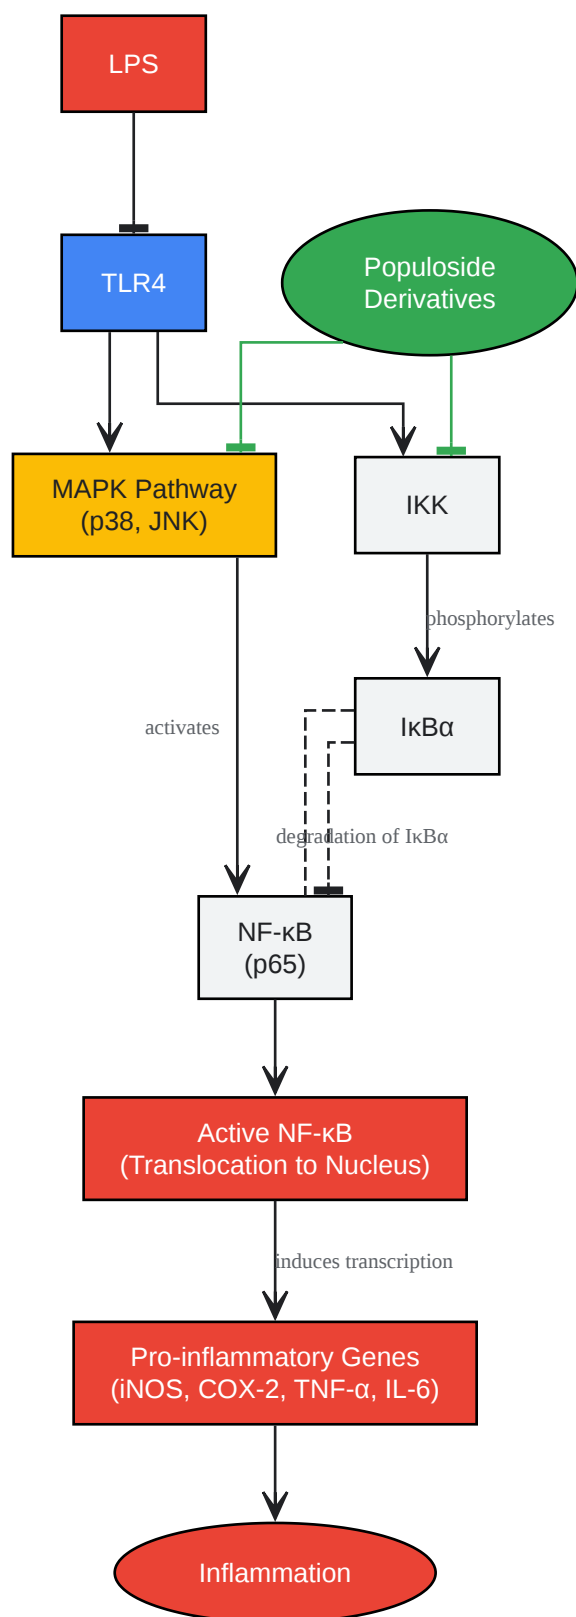 LPS
TLR4
Populoside
Derivatives
MAPK Pathway
(p38, JNK)
IKK
phosphorylates
IκBα
activates
degradation of IκBα
NF-κB
(p65)
Active NF-κB
(Translocation to Nucleus)
induces transcription
Pro-inflammatory Genes
(iNOS, COX-2, TNF-α, IL-6)
Inflammation